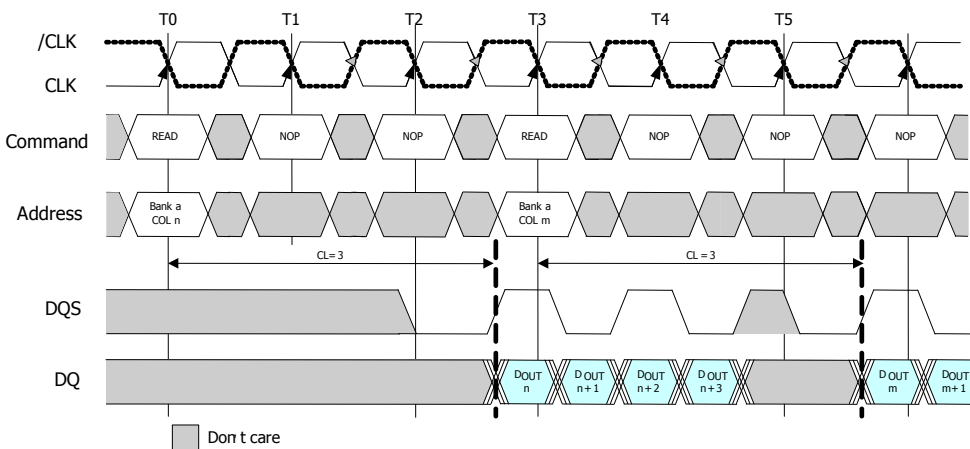 T0 T1 T2 T3 T4 T5
/CLK
CLK
Command READ NOP NOP READ NOP NOP NOP
Address Bank a COL n Bank a COL m
CL= 3 CL = 3
DQS
DQ DOUT n DOUT n+1 DOUT n+2 DOUT n+3 DOUT m DOUT m+1
Don't care